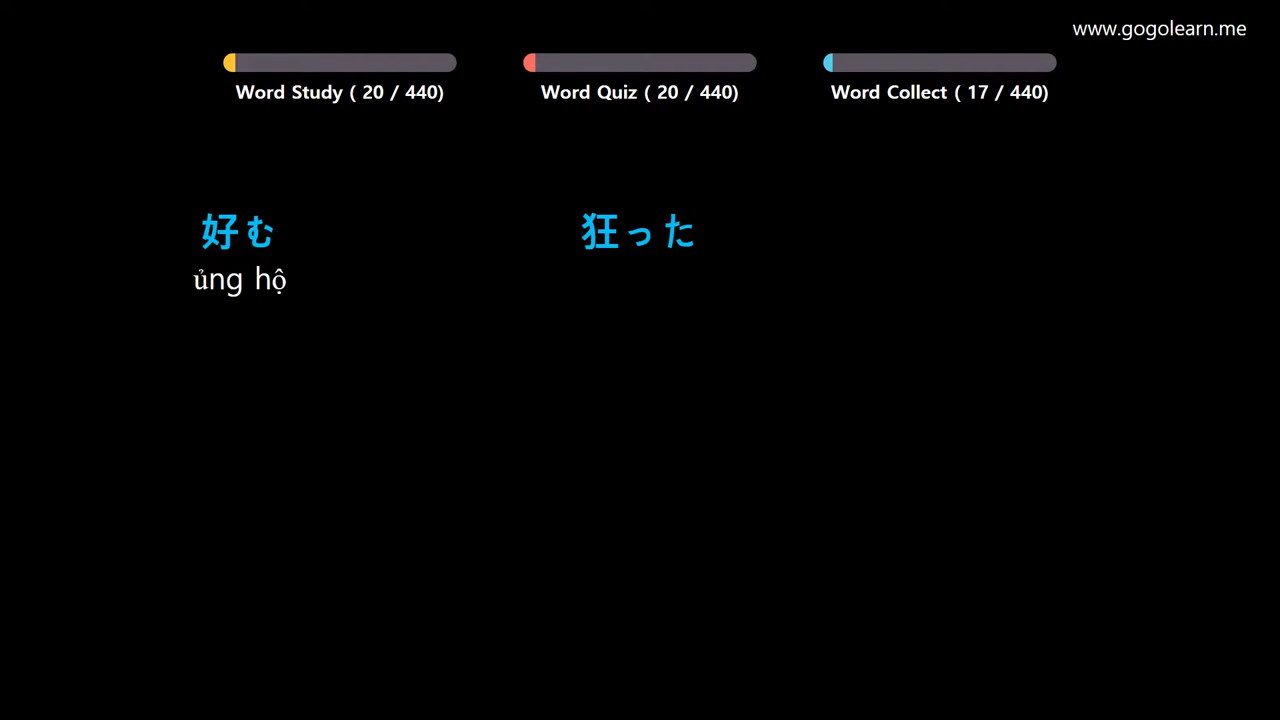 www.gogolearn.me
Word Study ( 20 / 440)
Word Quiz ( 20 / 440)
Word Collect ( 17 / 440)
好む
ủng hộ
狂った